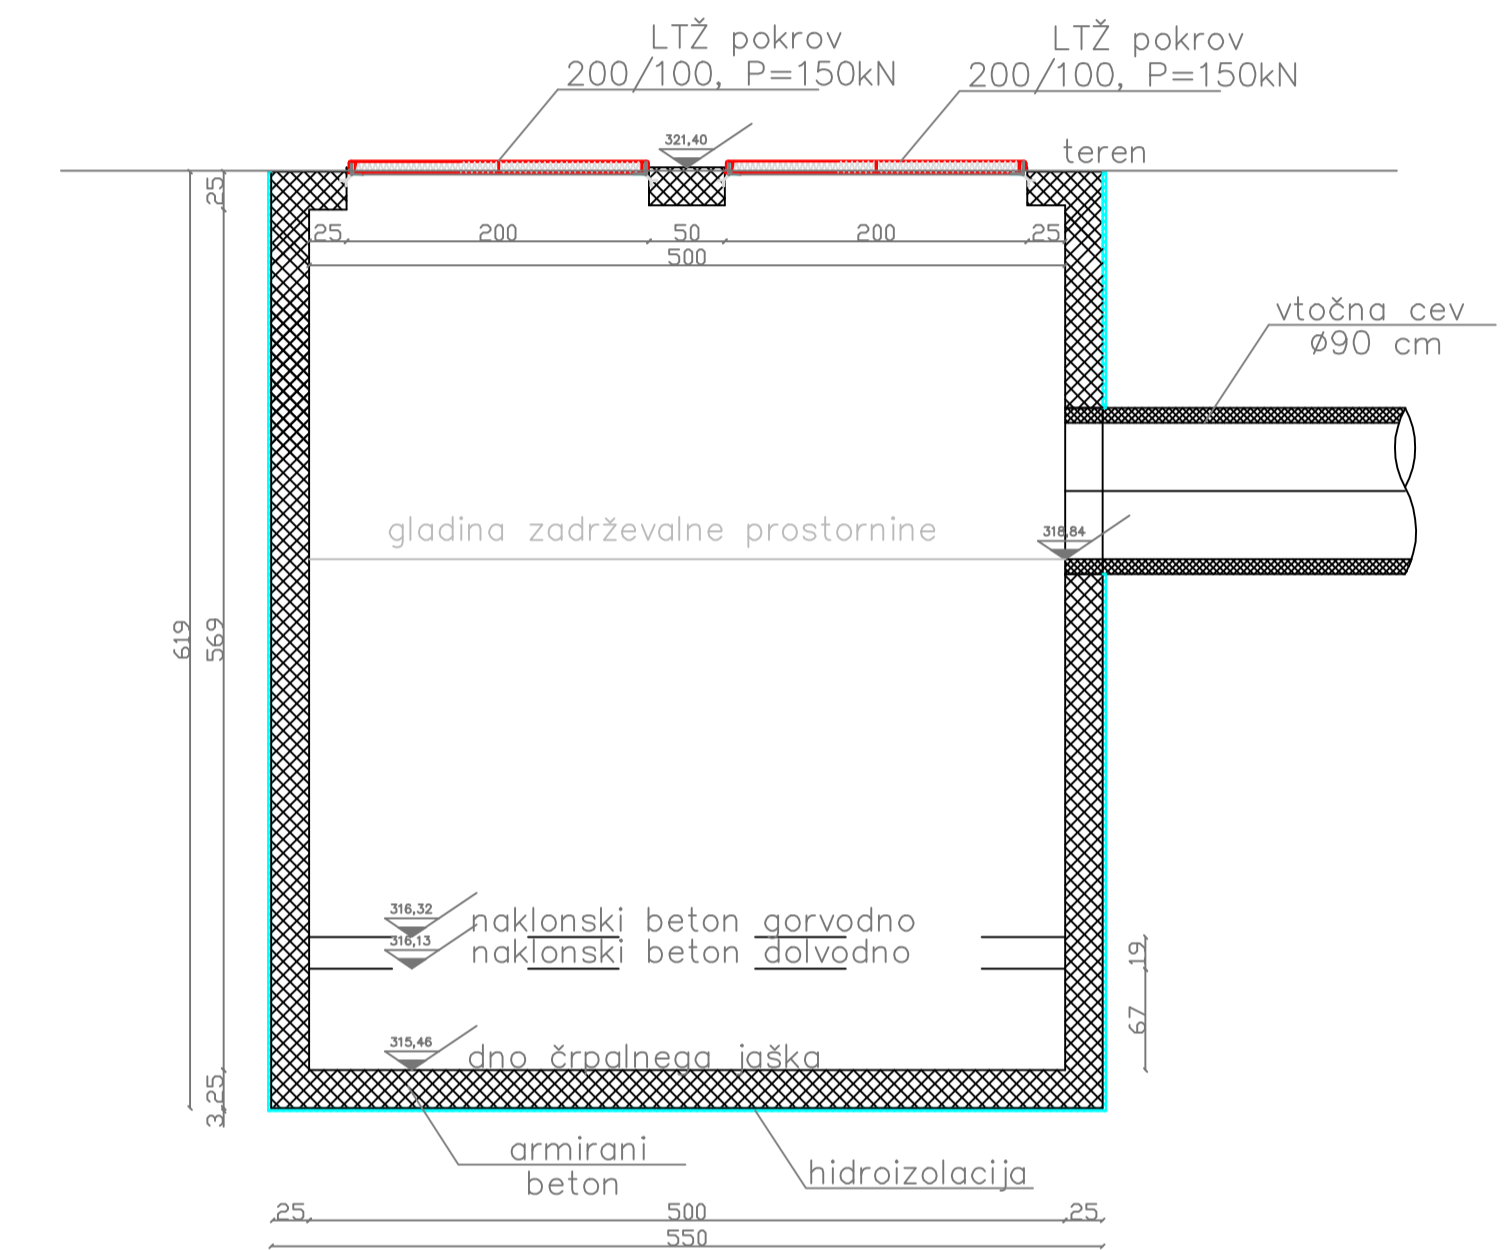 LTŽ pokrov
200/100, P=150kN
LTŽ pokrov
200/100, P=150kN
321,40
teren
25
25
200
50
200
25
500
vtočna cev
Ø90 cm
gladina zadrževalne prostornine
318,84
619
569
316,32
naklonski beton gorvodno
316,13
naklonski beton dolvodno
19
67
315,46
dno črpalnega jaška
25
3
armirani
beton
hidroizolacija
25
500
25
550